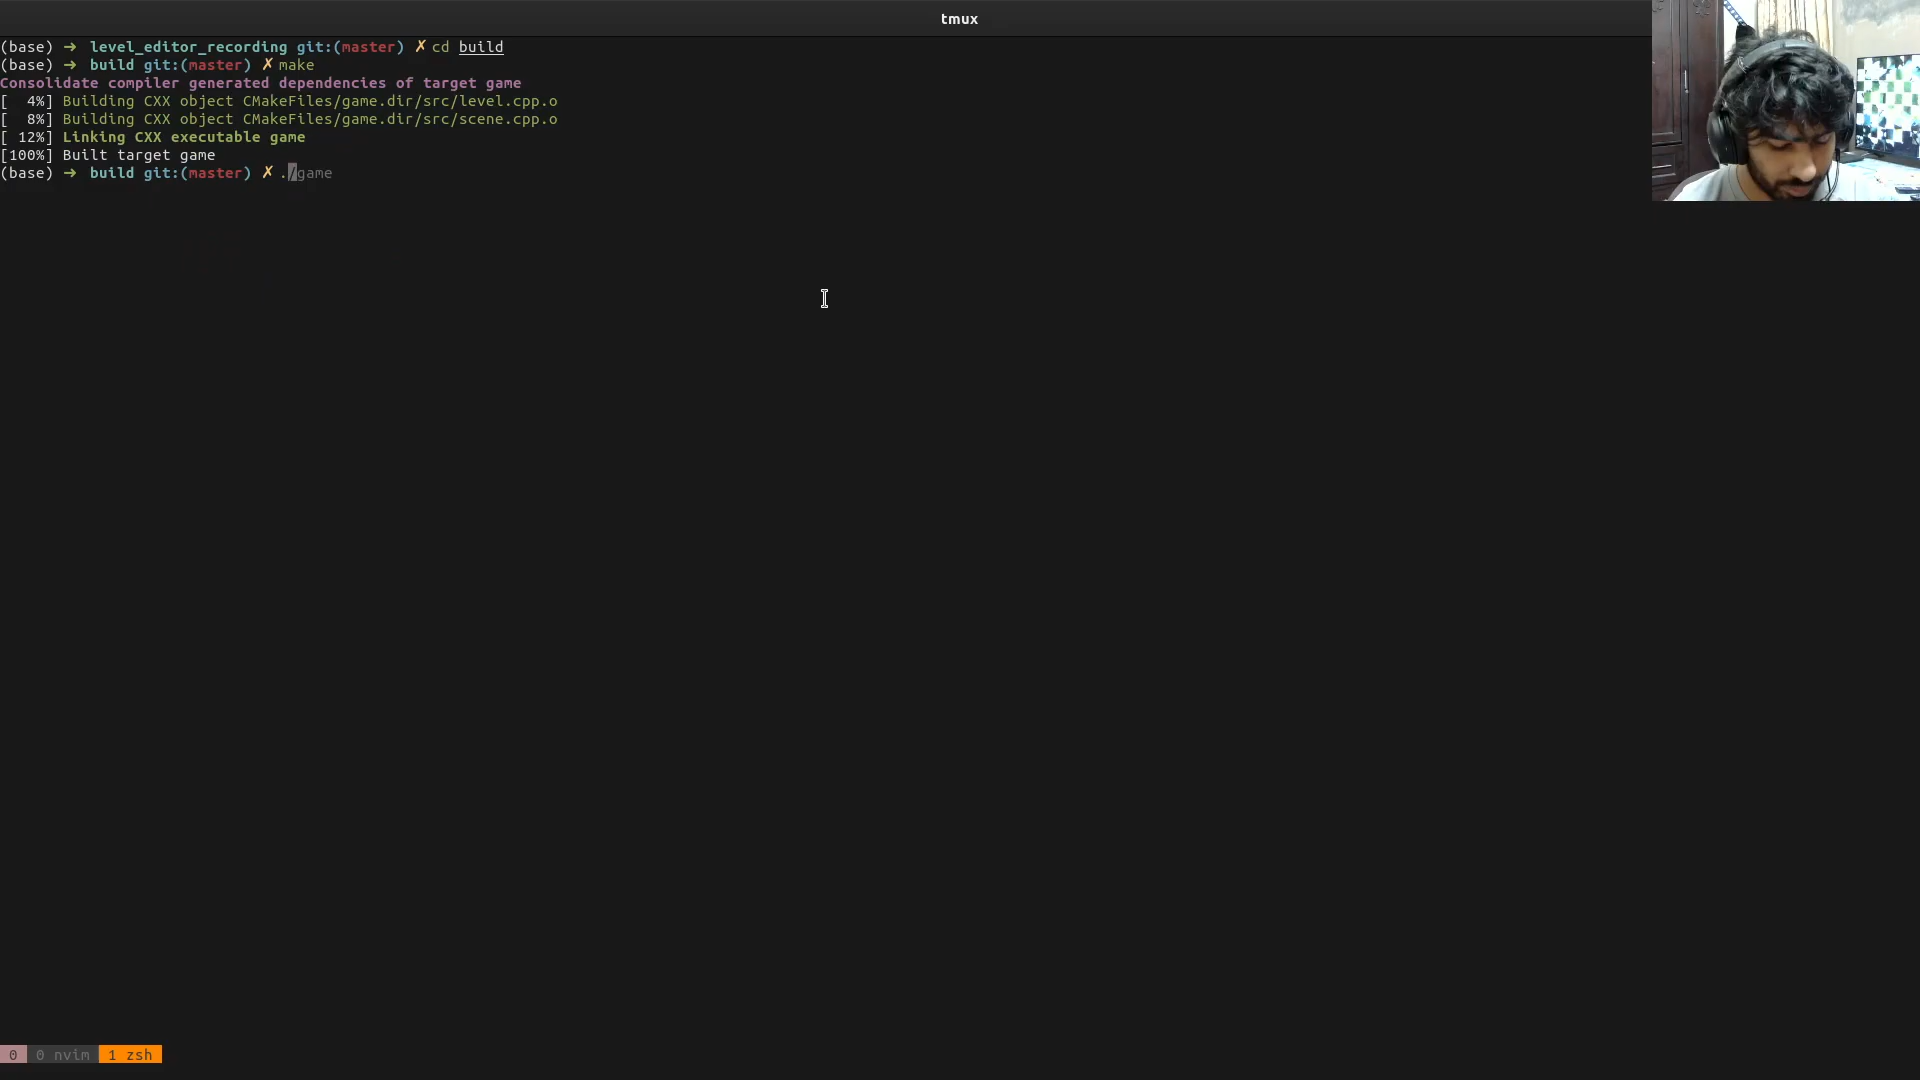 tmux
(base) ➜ level_editor_recording git:(master) ✗ cd build
(base) ➜ build git:(master) ✗ make
Consolidate compiler generated dependencies of target game
[  4%] Building CXX object CMakeFiles/game.dir/src/level.cpp.o
[  8%] Building CXX object CMakeFiles/game.dir/src/scene.cpp.o
[ 12%] Linking CXX executable game
[100%] Built target game
(base) ➜ build git:(master) ✗ ./game
0 0 nvim 1 zsh